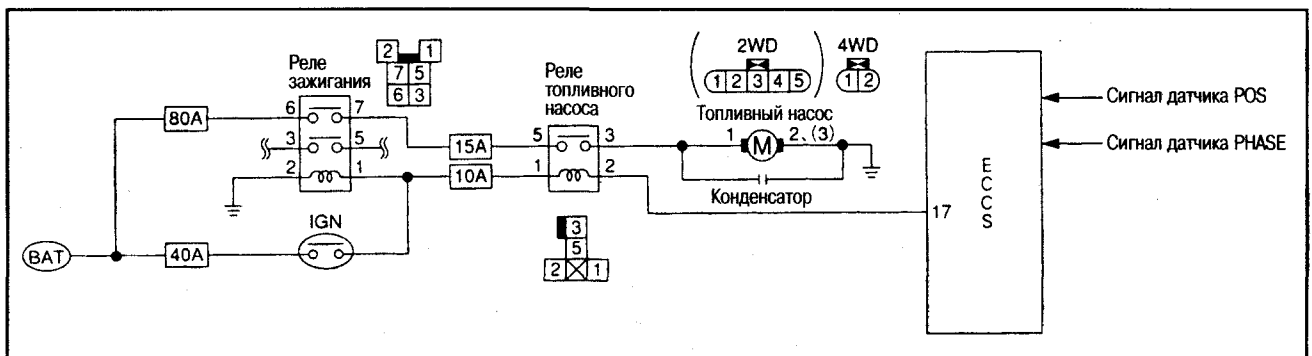 2 1
7 5
6 3
Реле
зажигания
80A
6 7
3 5
2 1
IGN
BAT
40A
15A
10A
Реле
топливного
насоса
5 3
1 2
3
5
2 1
2WD
1 2 3 4 5
4WD
1 2
Топливный насос
1 M 2、(3)
Конденсатор
17
ECCS
Сигнал датчика POS
Сигнал датчика PHASE